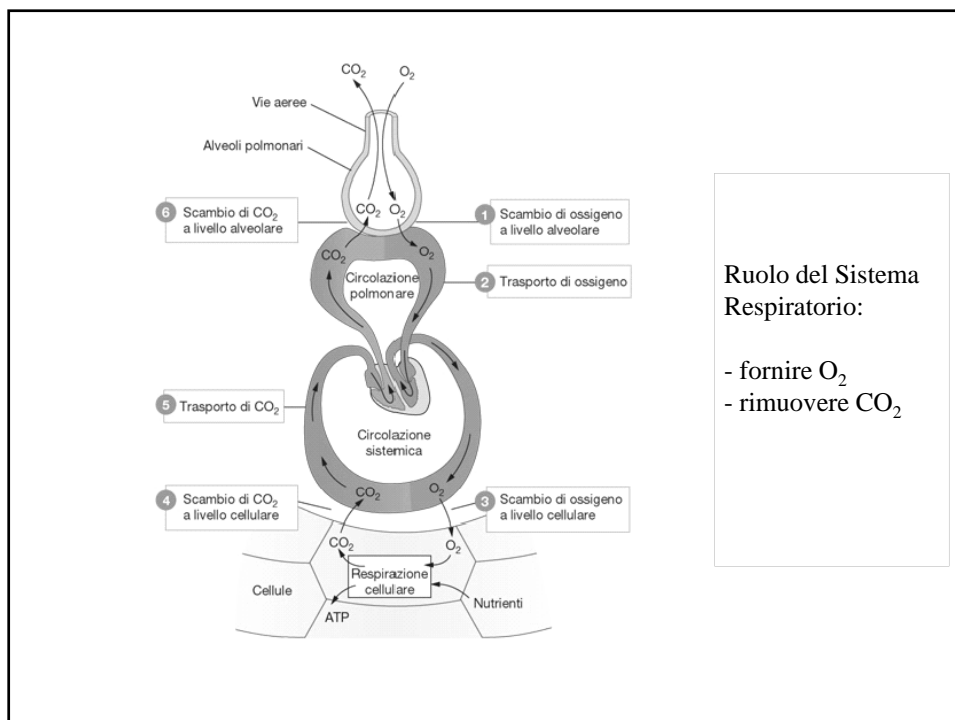 CO₂
O₂
Vie aeree
Alveoli polmonari
6 Scambio di CO₂
a livello alveolare
CO₂ O₂
1 Scambio di ossigeno
a livello alveolare
CO₂
O₂
Circolazione
polmonare
2 Trasporto di ossigeno
5 Trasporto di CO₂
Circolazione
sistemica
4 Scambio di CO₂
a livello cellulare
CO₂
O₂
3 Scambio di ossigeno
a livello cellulare
CO₂
O₂
Respirazione
cellulare
Cellule
Nutrienti
ATP
Ruolo del Sistema
Respiratorio:
- fornire O₂
- rimuovere CO₂